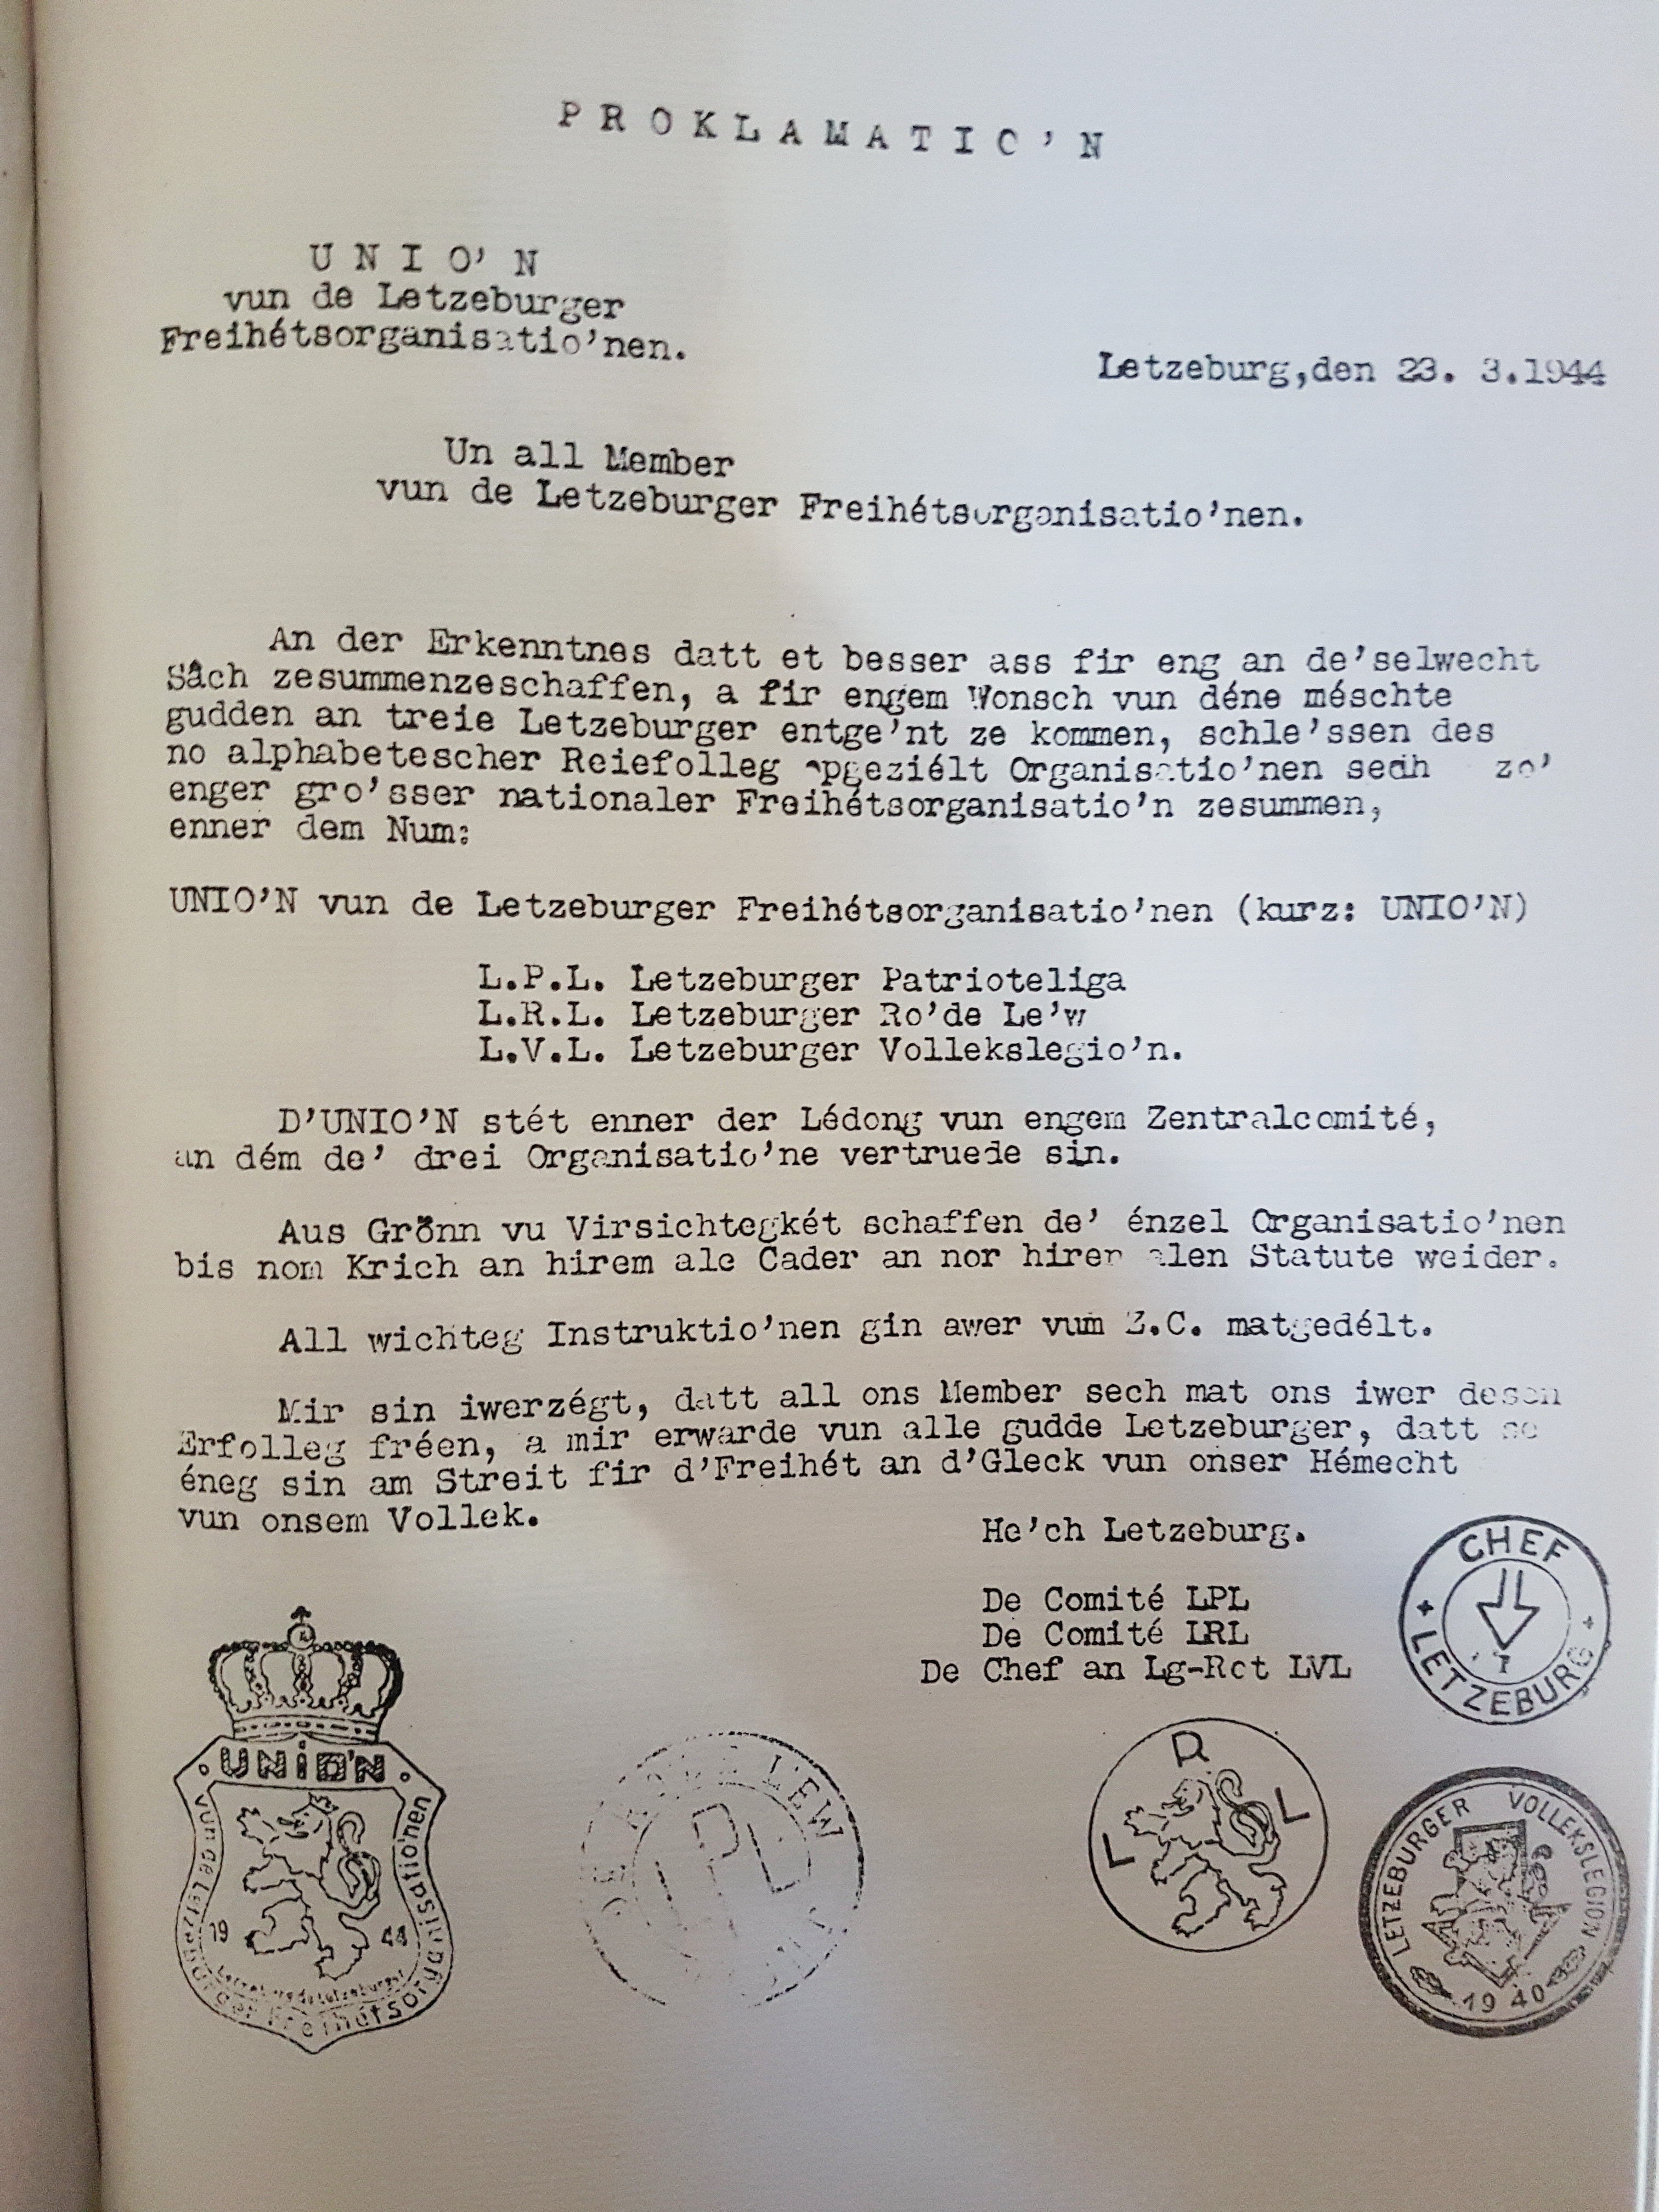 PROKLAMATIO'N
UNIO'N
vun de Letzeburger
Freihétsorganisatio'nen.
Letzeburg,den 23. 3.1944
Un all Member
vun de Letzeburger Freihétsorganisatio'nen.
An der Erkenntnes datt et besser ass fir eng an de'selwecht
Sâch zesummenzeschaffen, a fir engem Wonsch vun déne méschte
gudden an treie Letzeburger entge'nt ze kommen, schle'ssen des
no alphabetescher Reiefolleg opgeziélt Organisatio'nen sech zo'
enger gro'sser nationaler Freihétsorganisatio'n zesummen,
enner dem Num:
UNIO'N vun de Letzeburger Freihétsorganisatio'nen (kurz: UNIO'N)
L.P.L. Letzeburger Patrioteliga
L.R.L. Letzeburger Ro'de Le'w
L.V.L. Letzeburger Vollekslegio'n.
D'UNIO'N stét enner der Lédong vun engem Zentralcomité,
an dém de' drei Organisatio'ne vertruede sin.
Aus Grönn vu Virsichtegkét schaffen de' énzel Organisatio'nen
bis nom Krich an hirem ale Cader an nor hiren alen Statute weider.
All wichteg Instruktio'nen gin awer vum Z.C. matgedélt.
Mir sin iwerzégt, datt all ons Member sech mat ons iwer desen
Erfolleg fréen, a mir erwarde vun alle gudde Letzeburger, datt se
éneg sin am Streit fir d'Freihét an d'Gleck vun onser Hémecht
vun onsem Vollek.
He'ch Letzeburg.
De Comité LPL
De Comité LRL
De Chef an Lg-Rct LVL
CHEF
LETZEBURG
UNIO'N
vun de Letzeburger Freihétsorganisatiónen
19 44
LEW
LPL
L R L
LETZEBURGER VOLLEKSLEGION
1940